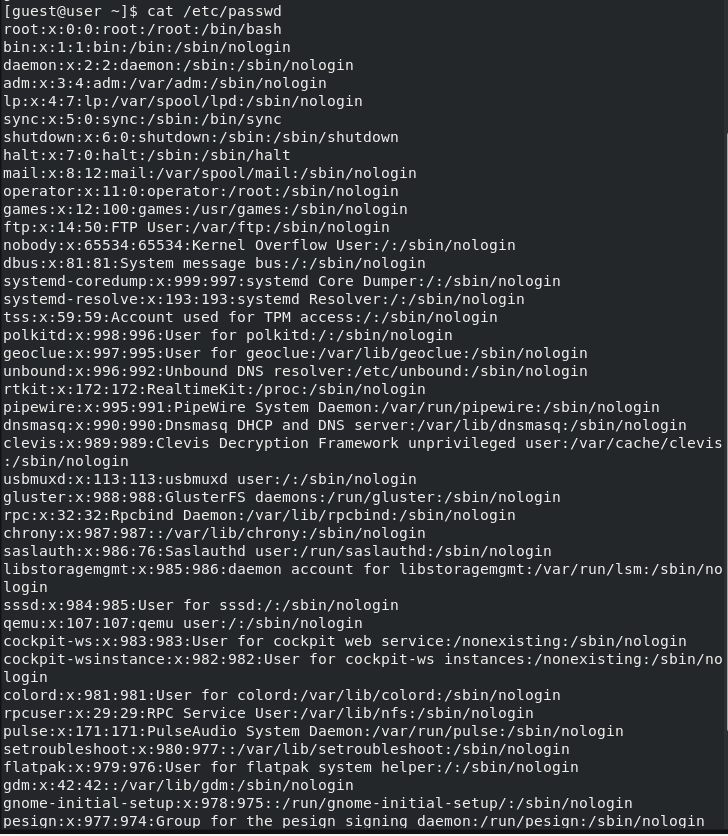 [guest@user ~]$ cat /etc/passwd
root:x:0:0:root:/root:/bin/bash
bin:x:1:1:bin:/bin:/sbin/nologin
daemon:x:2:2:daemon:/sbin:/sbin/nologin
adm:x:3:4:adm:/var/adm:/sbin/nologin
lp:x:4:7:lp:/var/spool/lpd:/sbin/nologin
sync:x:5:0:sync:/sbin:/bin/sync
shutdown:x:6:0:shutdown:/sbin:/sbin/shutdown
halt:x:7:0:halt:/sbin:/sbin/halt
mail:x:8:12:mail:/var/spool/mail:/sbin/nologin
operator:x:11:0:operator:/root:/sbin/nologin
games:x:12:100:games:/usr/games:/sbin/nologin
ftp:x:14:50:FTP User:/var/ftp:/sbin/nologin
nobody:x:65534:65534:Kernel Overflow User:/:/sbin/nologin
dbus:x:81:81:System message bus:/:/sbin/nologin
systemd-coredump:x:999:997:systemd Core Dumper:/:/sbin/nologin
systemd-resolve:x:193:193:systemd Resolver:/:/sbin/nologin
tss:x:59:59:Account used for TPM access:/:/sbin/nologin
polkitd:x:998:996:User for polkitd:/:/sbin/nologin
geoclue:x:997:995:User for geoclue:/var/lib/geoclue:/sbin/nologin
unbound:x:996:992:Unbound DNS resolver:/etc/unbound:/sbin/nologin
rtkit:x:172:172:RealtimeKit:/proc:/sbin/nologin
pipewire:x:995:991:PipeWire System Daemon:/var/run/pipewire:/sbin/nologin
dnsmasq:x:990:990:Dnsmasq DHCP and DNS server:/var/lib/dnsmasq:/sbin/nologin
clevis:x:989:989:Clevis Decryption Framework unprivileged user:/var/cache/clevis
:/sbin/nologin
usbmuxd:x:113:113:usbmuxd user:/:/sbin/nologin
gluster:x:988:988:GlusterFS daemons:/run/gluster:/sbin/nologin
rpc:x:32:32:Rpcbind Daemon:/var/lib/rpcbind:/sbin/nologin
chrony:x:987:987::/var/lib/chrony:/sbin/nologin
saslauth:x:986:76:Saslauthd user:/run/saslauthd:/sbin/nologin
libstoragemgmt:x:985:986:daemon account for libstoragemgmt:/var/run/lsm:/sbin/no
login
sssd:x:984:985:User for sssd:/:/sbin/nologin
qemu:x:107:107:qemu user:/:/sbin/nologin
cockpit-ws:x:983:983:User for cockpit web service:/nonexisting:/sbin/nologin
cockpit-wsinstance:x:982:982:User for cockpit-ws instances:/nonexisting:/sbin/no
login
colord:x:981:981:User for colord:/var/lib/colord:/sbin/nologin
rpcuser:x:29:29:RPC Service User:/var/lib/nfs:/sbin/nologin
pulse:x:171:171:PulseAudio System Daemon:/var/run/pulse:/sbin/nologin
setroubleshoot:x:980:977::/var/lib/setroubleshoot:/sbin/nologin
flatpak:x:979:976:User for flatpak system helper:/:/sbin/nologin
gdm:x:42:42::/var/lib/gdm:/sbin/nologin
gnome-initial-setup:x:978:975::/run/gnome-initial-setup/:/sbin/nologin
pesign:x:977:974:Group for the pesign signing daemon:/run/pesign:/sbin/nologin